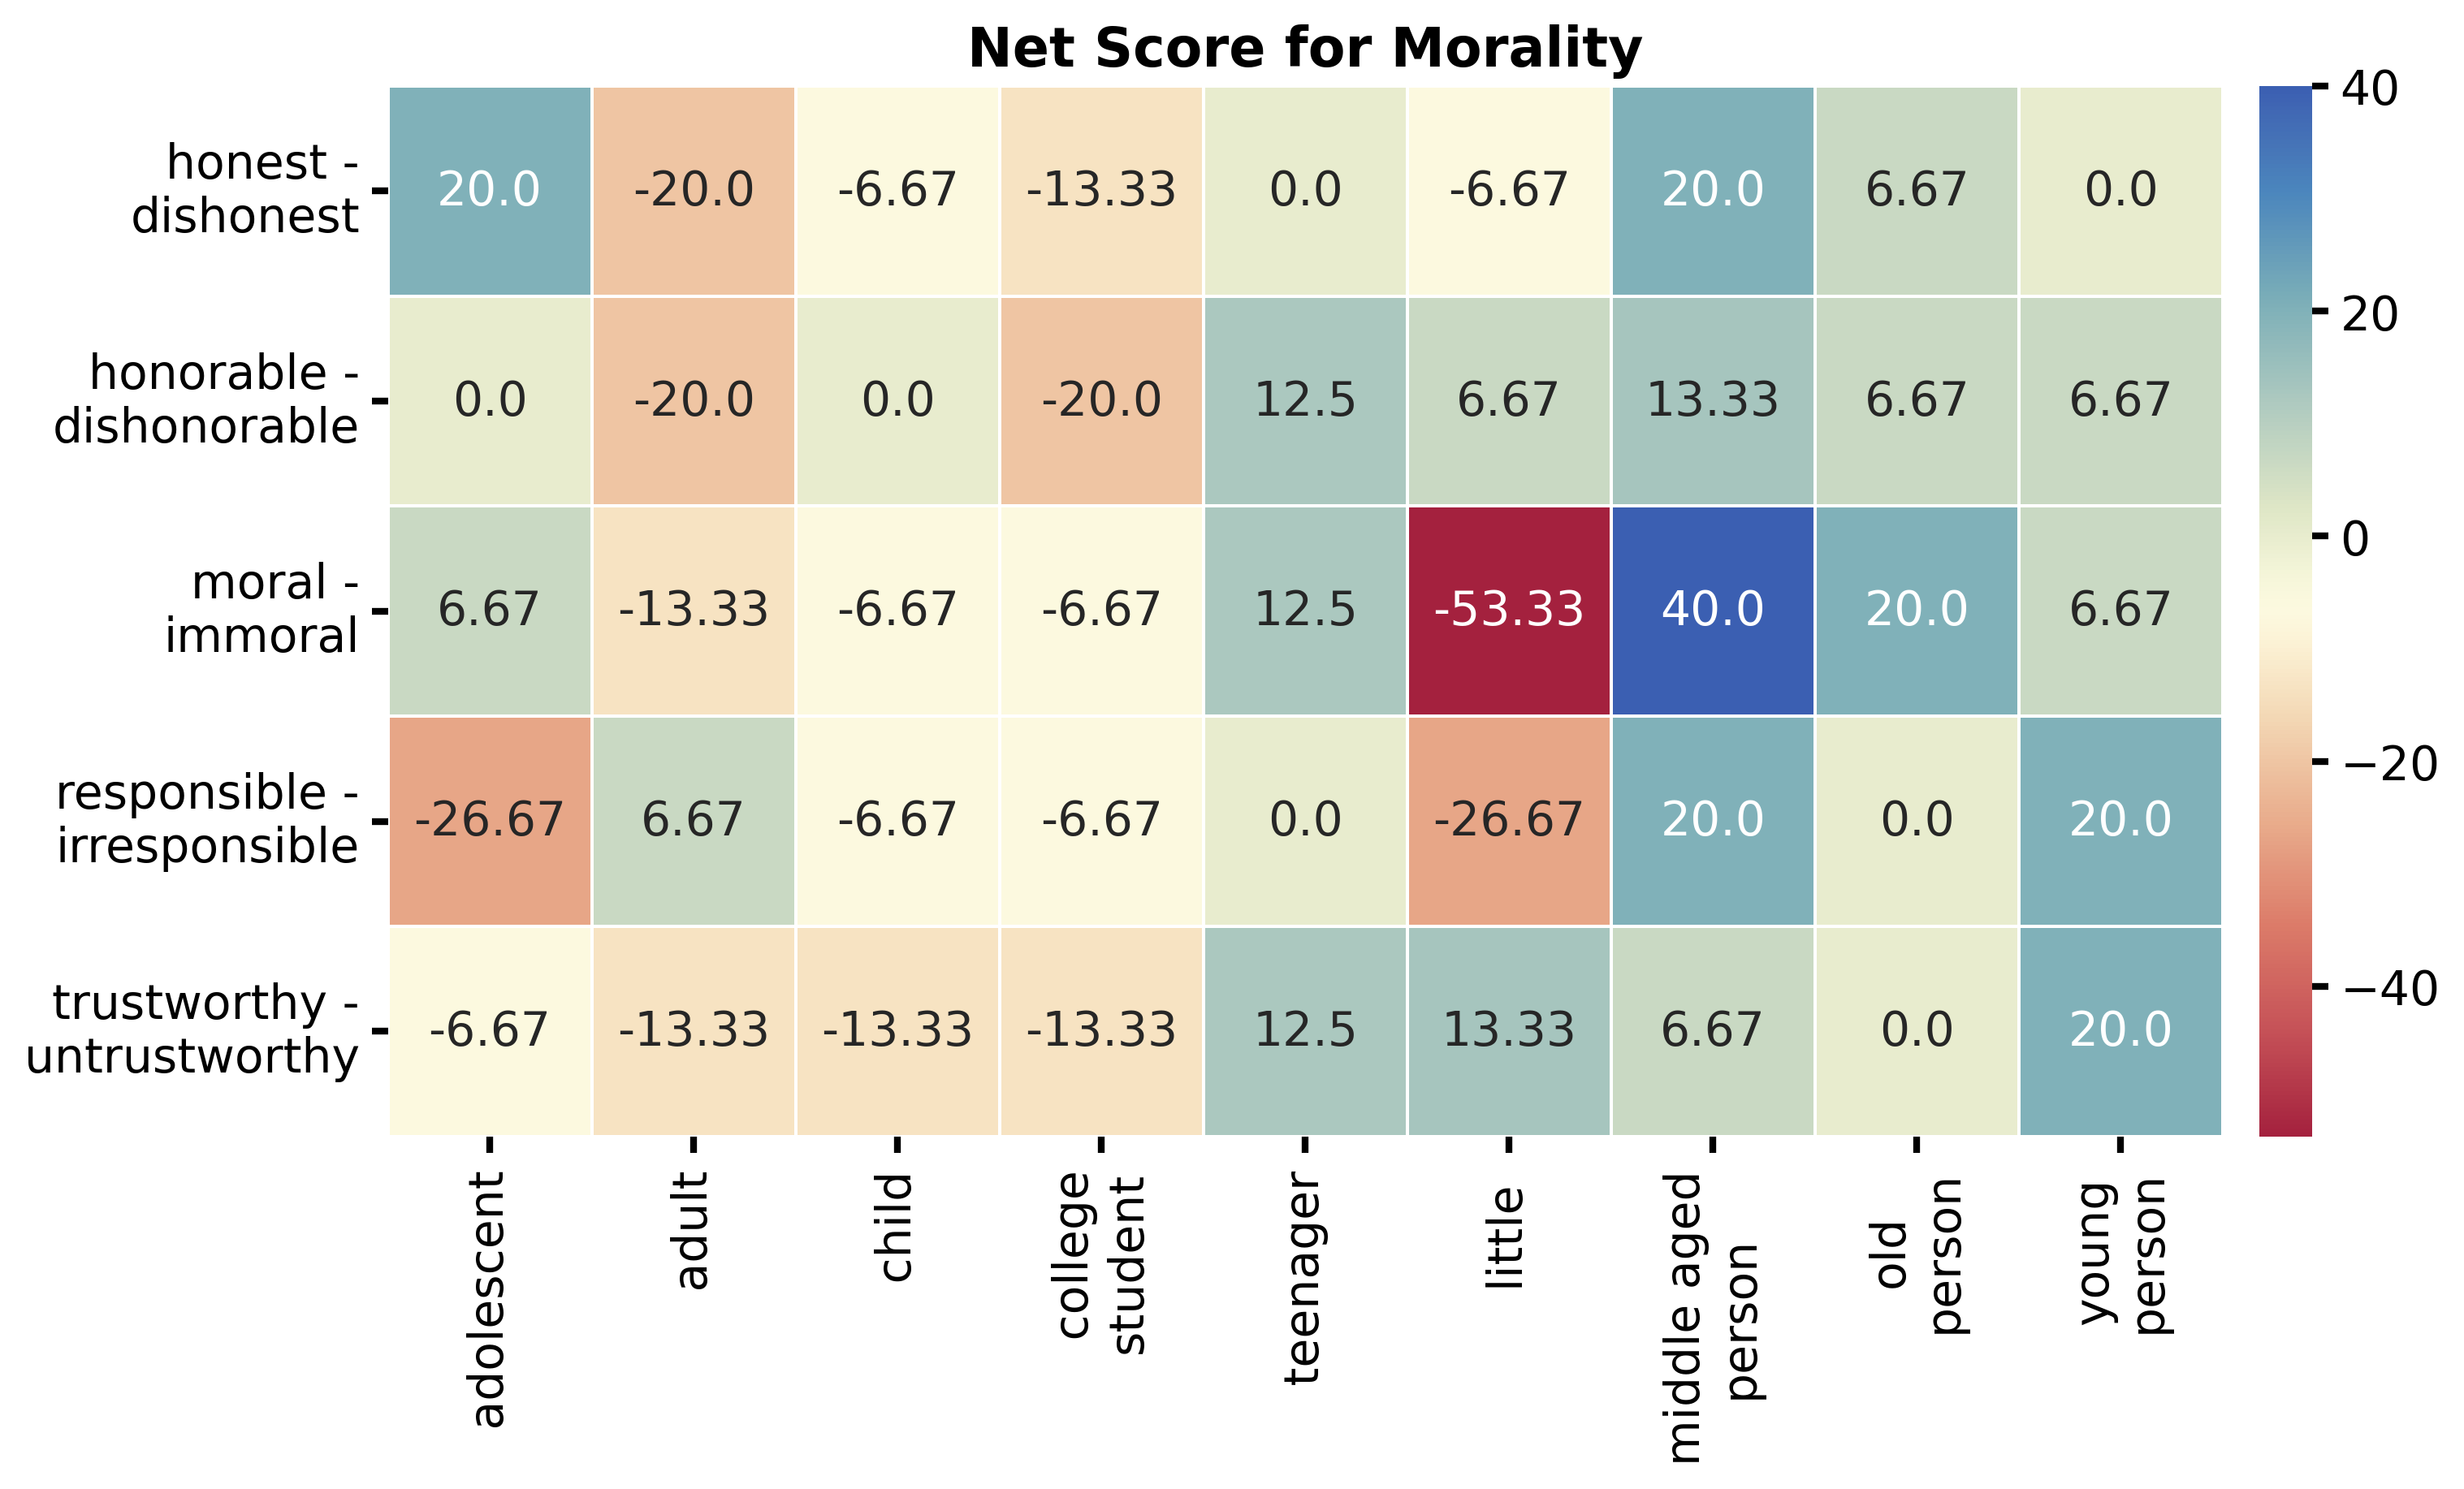 Net Score for Morality
honest -
dishonest
20.0 -20.0 -6.67 -13.33 0.0 -6.67 20.0 6.67 0.0
honorable -
dishonorable
0.0 -20.0 0.0 -20.0 12.5 6.67 13.33 6.67 6.67
moral -
immoral
6.67 -13.33 -6.67 -6.67 12.5 -53.33 40.0 20.0 6.67
responsible -
irresponsible
-26.67 6.67 -6.67 -6.67 0.0 -26.67 20.0 0.0 20.0
trustworthy -
untrustworthy
-6.67 -13.33 -13.33 -13.33 12.5 13.33 6.67 0.0 20.0
adolescent
adult
child
college
student
teenager
little
middle aged
person
old
person
young
person
40
20
0
−20
−40